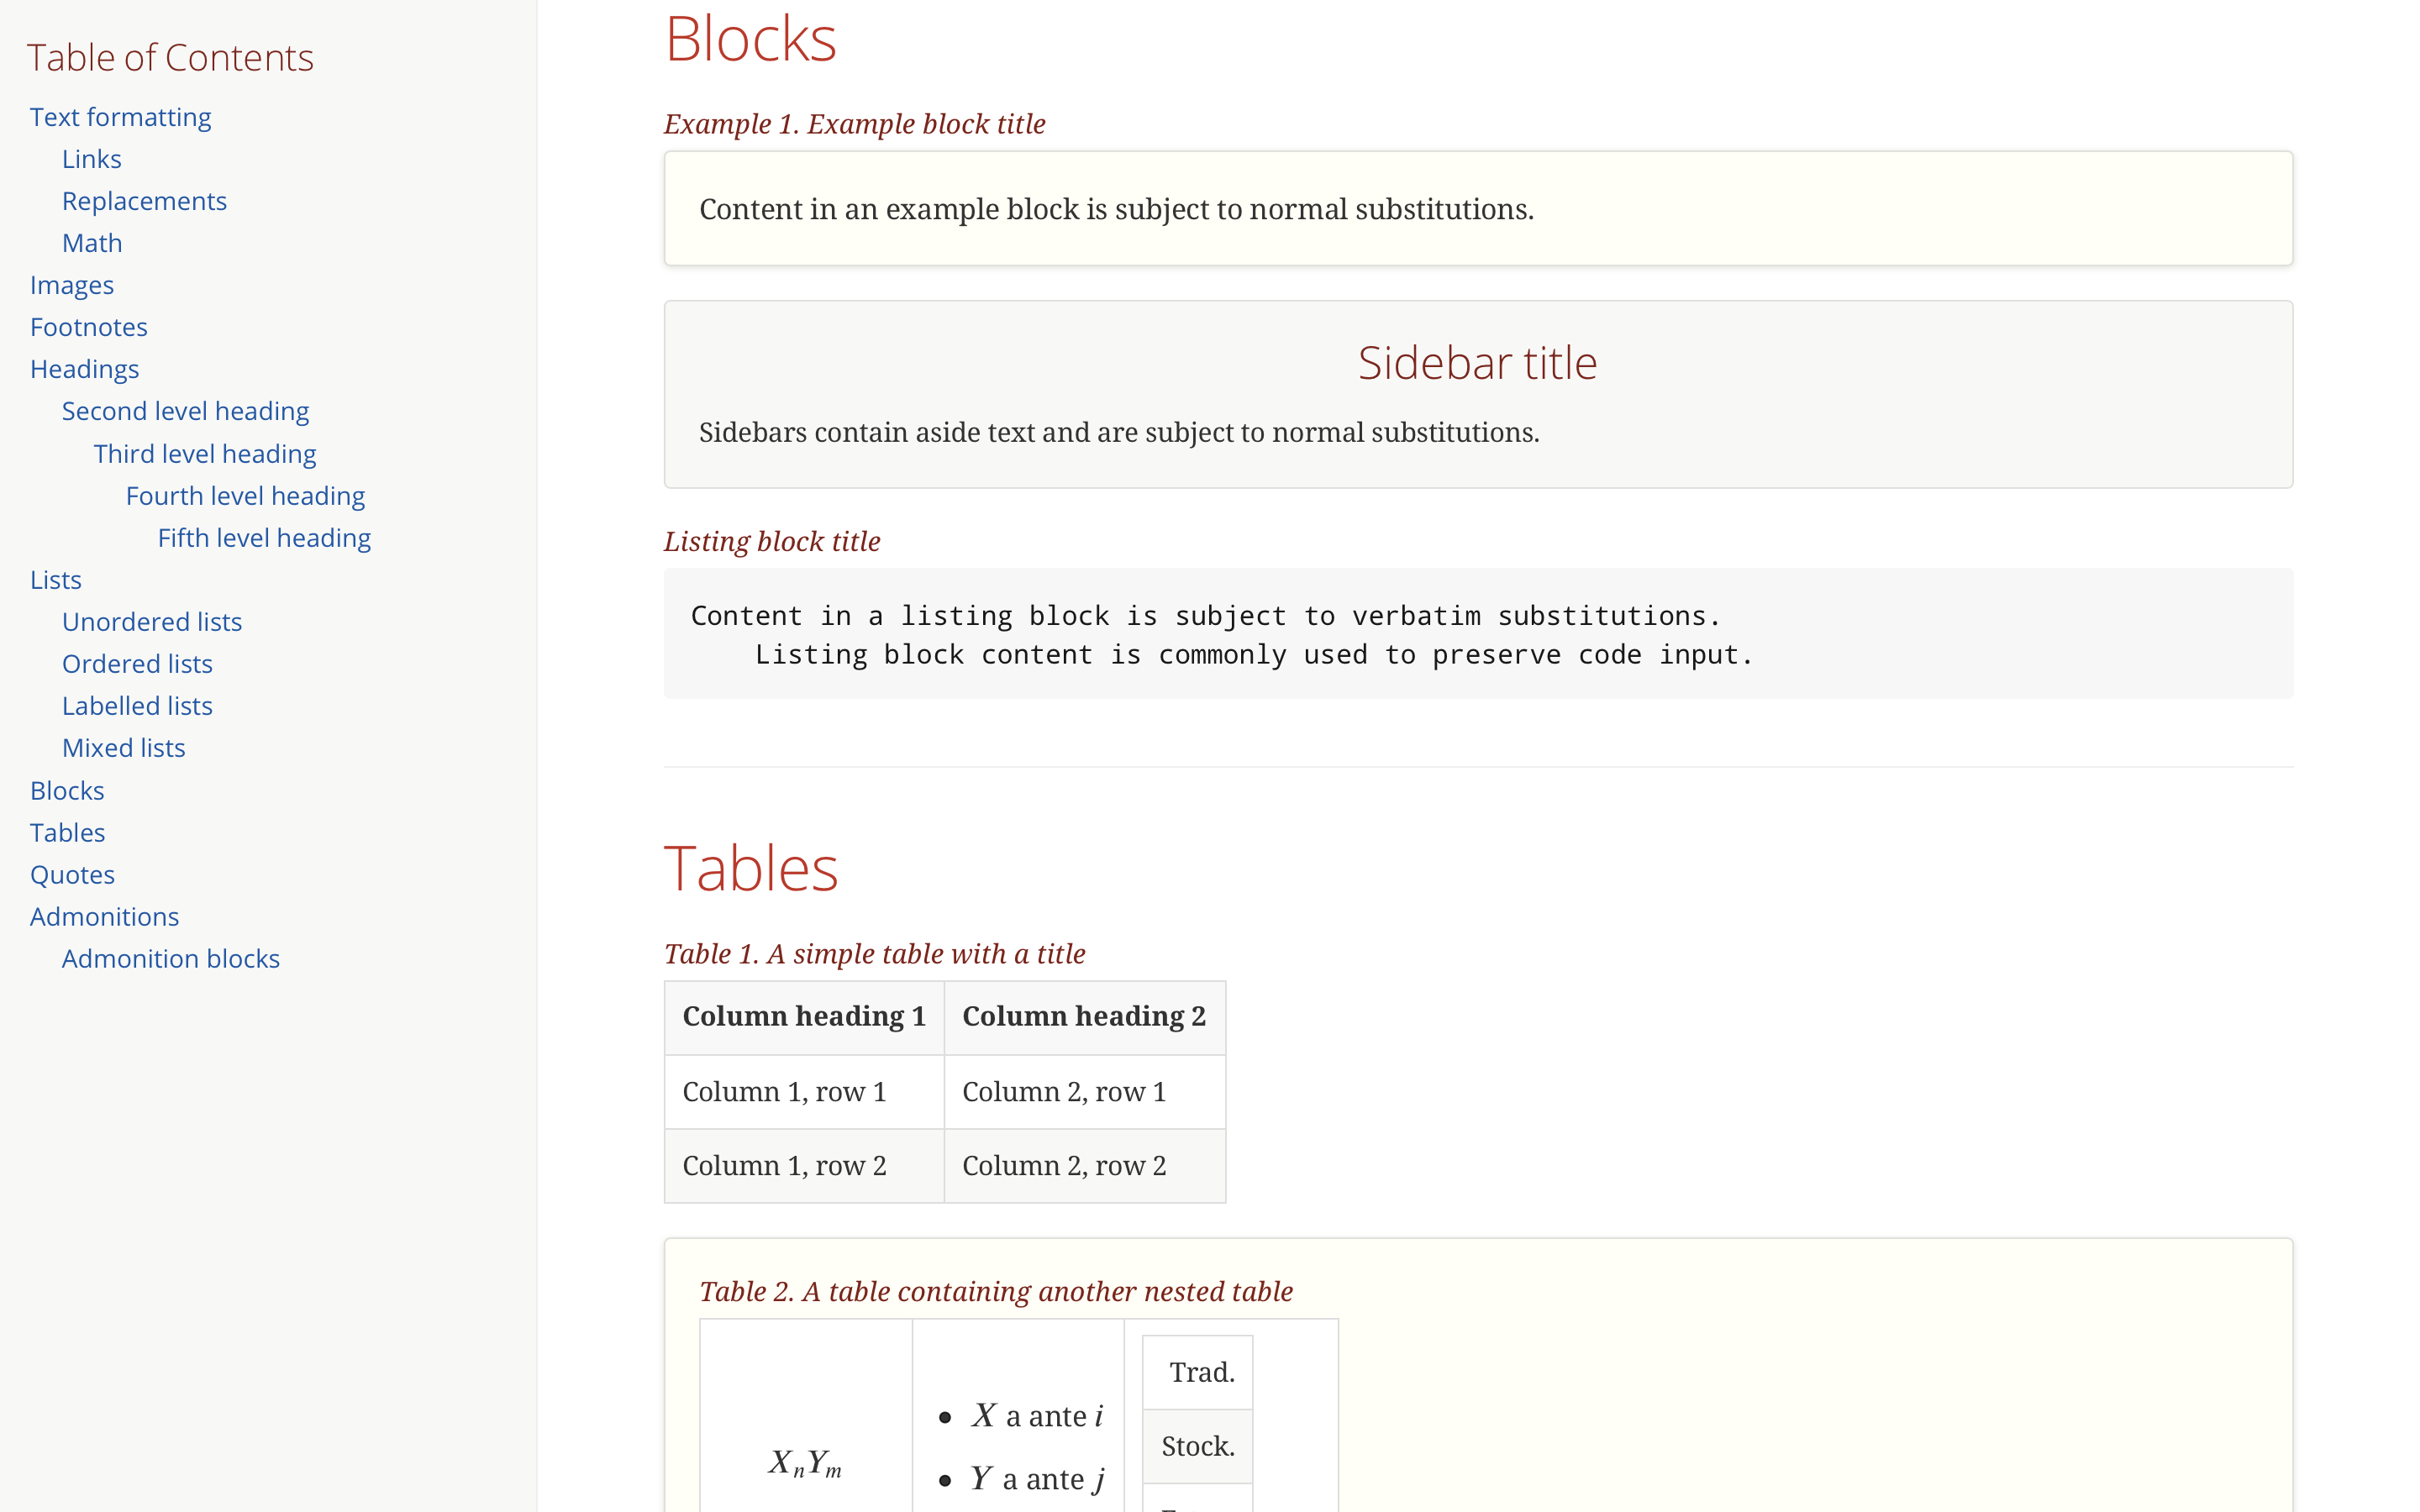 Table of Contents
Text formatting
Links
Replacements
Math
Images
Footnotes
Headings
Second level heading
Third level heading
Fourth level heading
Fifth level heading
Lists
Unordered lists
Ordered lists
Labelled lists
Mixed lists
Blocks
Tables
Quotes
Admonitions
Admonition blocks
Blocks
Example 1. Example block title
Content in an example block is subject to normal substitutions.
Sidebar title
Sidebars contain aside text and are subject to normal substitutions.
Listing block title
Content in a listing block is subject to verbatim substitutions.
    Listing block content is commonly used to preserve code input.
Tables
Table 1. A simple table with a title
Column heading 1 Column heading 2
Column 1, row 1 Column 2, row 1
Column 1, row 2 Column 2, row 2
Table 2. A table containing another nested table
XₙYₘ
• X a ante i
• Y a ante j
Trad.
Stock.